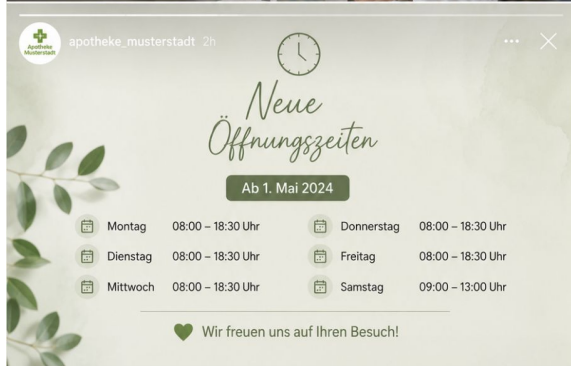 Apotheke
Musterstadt
apotheke_musterstadt 2h
Neue
Öffnungszeiten
Ab 1. Mai 2024
Montag 08:00 – 18:30 Uhr
Dienstag 08:00 – 18:30 Uhr
Mittwoch 08:00 – 18:30 Uhr
Donnerstag 08:00 – 18:30 Uhr
Freitag 08:00 – 18:30 Uhr
Samstag 09:00 – 13:00 Uhr
Wir freuen uns auf Ihren Besuch!